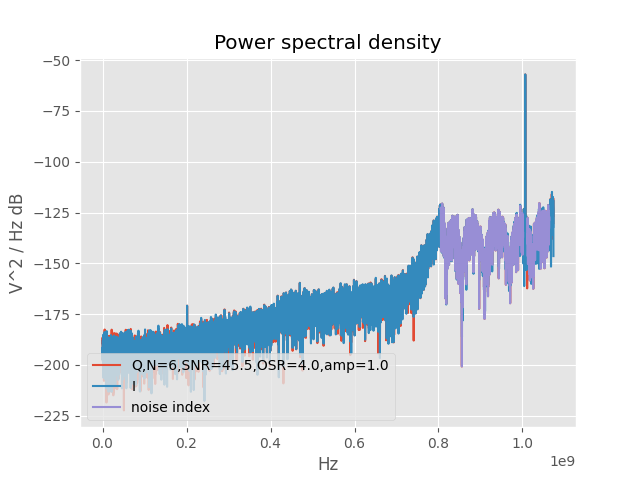 Power spectral density
−50
−75
−100
−125
−150
−175
−200
−225
V^2 / Hz dB
Q,N=6,SNR=45.5,OSR=4.0,amp=1.0
I
noise index
0.0 0.2 0.4 0.6 0.8 1.0
1e9
Hz